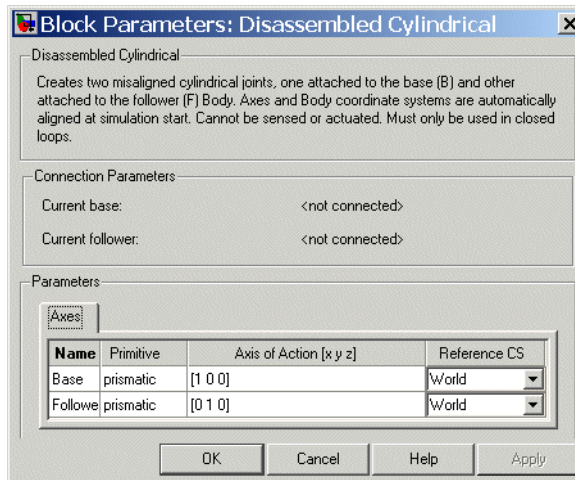 Block Parameters: Disassembled Cylindrical
Disassembled Cylindrical
Creates two misaligned cylindrical joints, one attached to the base (B) and other
attached to the follower (F) Body. Axes and Body coordinate systems are automatically
aligned at simulation start. Cannot be sensed or actuated. Must only be used in closed
loops.
Connection Parameters
Current base: <not connected>
Current follower: <not connected>
Parameters
Axes
Name Primitive Axis of Action [x y z] Reference CS
Base prismatic [1 0 0] World
Followe prismatic [0 1 0] World
OK Cancel Help Apply